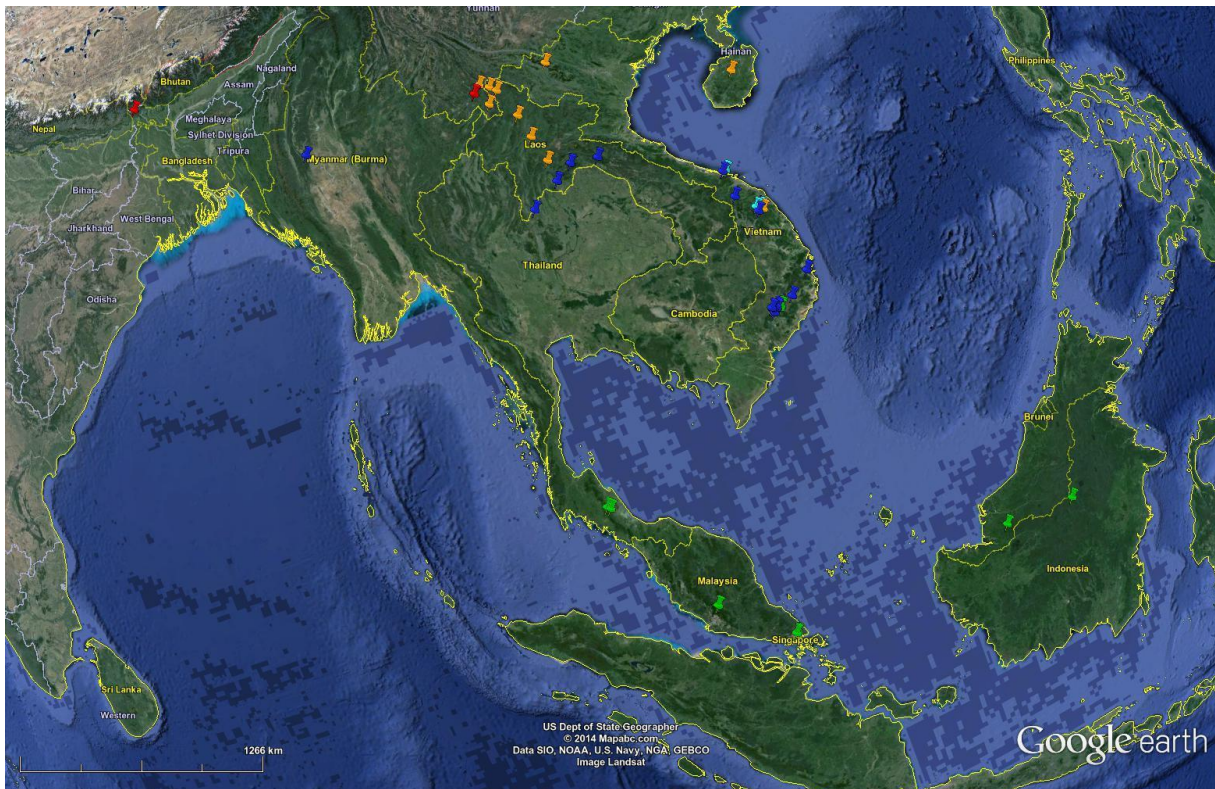 Yunnan
Hainan
Philippines
Nagaland
Bhutan
Assam
Nepal
Meghalaya
Sylhet Division
Tripura
Bangladesh
Myanmar (Burma)
Laos
Bihar
West Bengal
Jharkhand
Vietnam
Thailand
Odisha
Cambodia
Brunei
Malaysia
Indonesia
Singapore
Sri Lanka
Western
1266 km
US Dept of State Geographer
© 2014 Mapabc.com
Data SIO, NOAA, U.S. Navy, NGA, GEBCO
Image Landsat
Google earth